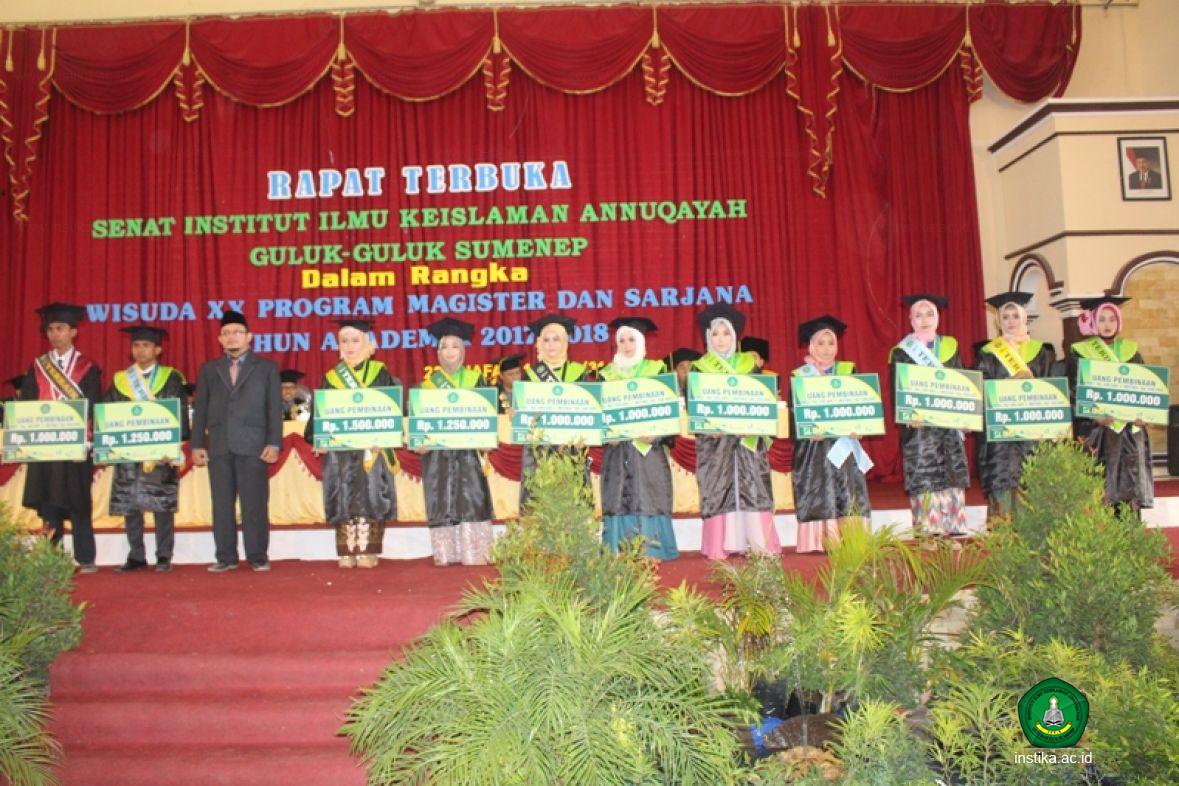 RAPAT TERBUKA
SENAT INSTITUT ILMU KEISLAMAN ANNUQAYAH
GULUK-GULUK SUMENEP
Dalam Rangka
WISUDA XX PROGRAM MAGISTER DAN SARJANA
AKADEM 2017 2018
UANG PEMBINAAN
Rp. 1.000.000
UANG PEMBINAAN
Rp. 1.250.000
UANG PEMBINAAN
Rp. 1.500.000
UANG PEMBINAAN
Rp. 1.250.000
UANG PEMBINAAN
Rp. 1.000.000
UANG PEMBINAAN
Rp. 1.000.000
UANG PEMBINAAN
Rp. 1.000.000
UANG PEMBINAAN
Rp. 1.000.000
UANG PEMBINAAN
Rp. 1.000.000
UANG PEMBINAAN
Rp. 1.000.000
UANG PEMBINAAN
Rp. 1.000.000
instika.ac.id